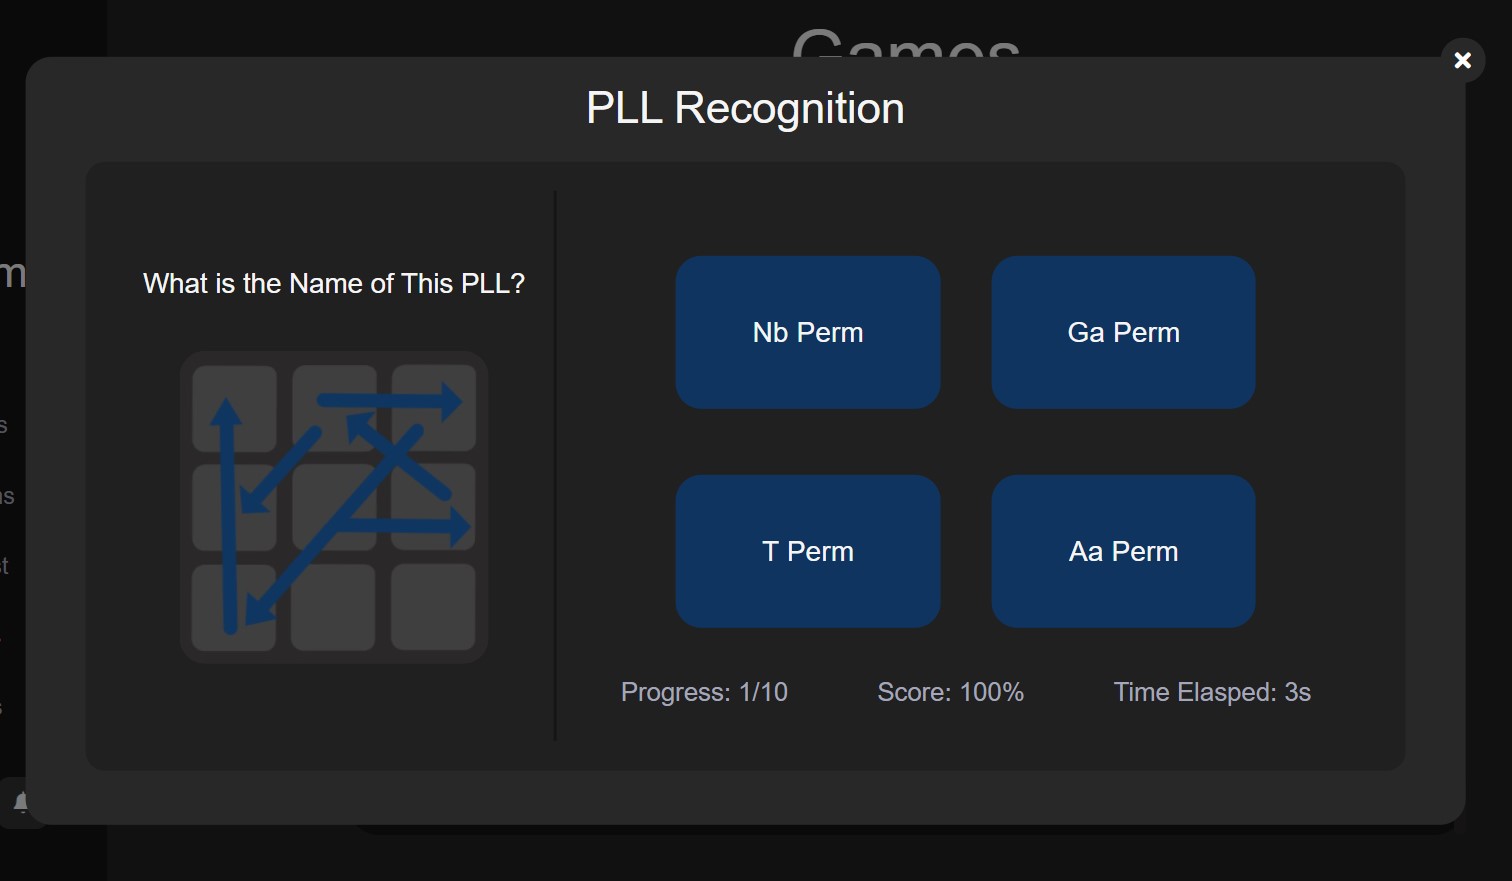 Games
PLL Recognition
What is the Name of This PLL?
Nb Perm
Ga Perm
T Perm
Aa Perm
Progress: 1/10
Score: 100%
Time Elasped: 3s